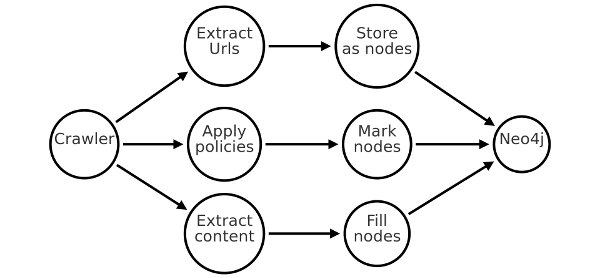 Extract
Urls
Store
as nodes
Crawler
Apply
policies
Mark
nodes
Neo4j
Extract
content
Fill
nodes